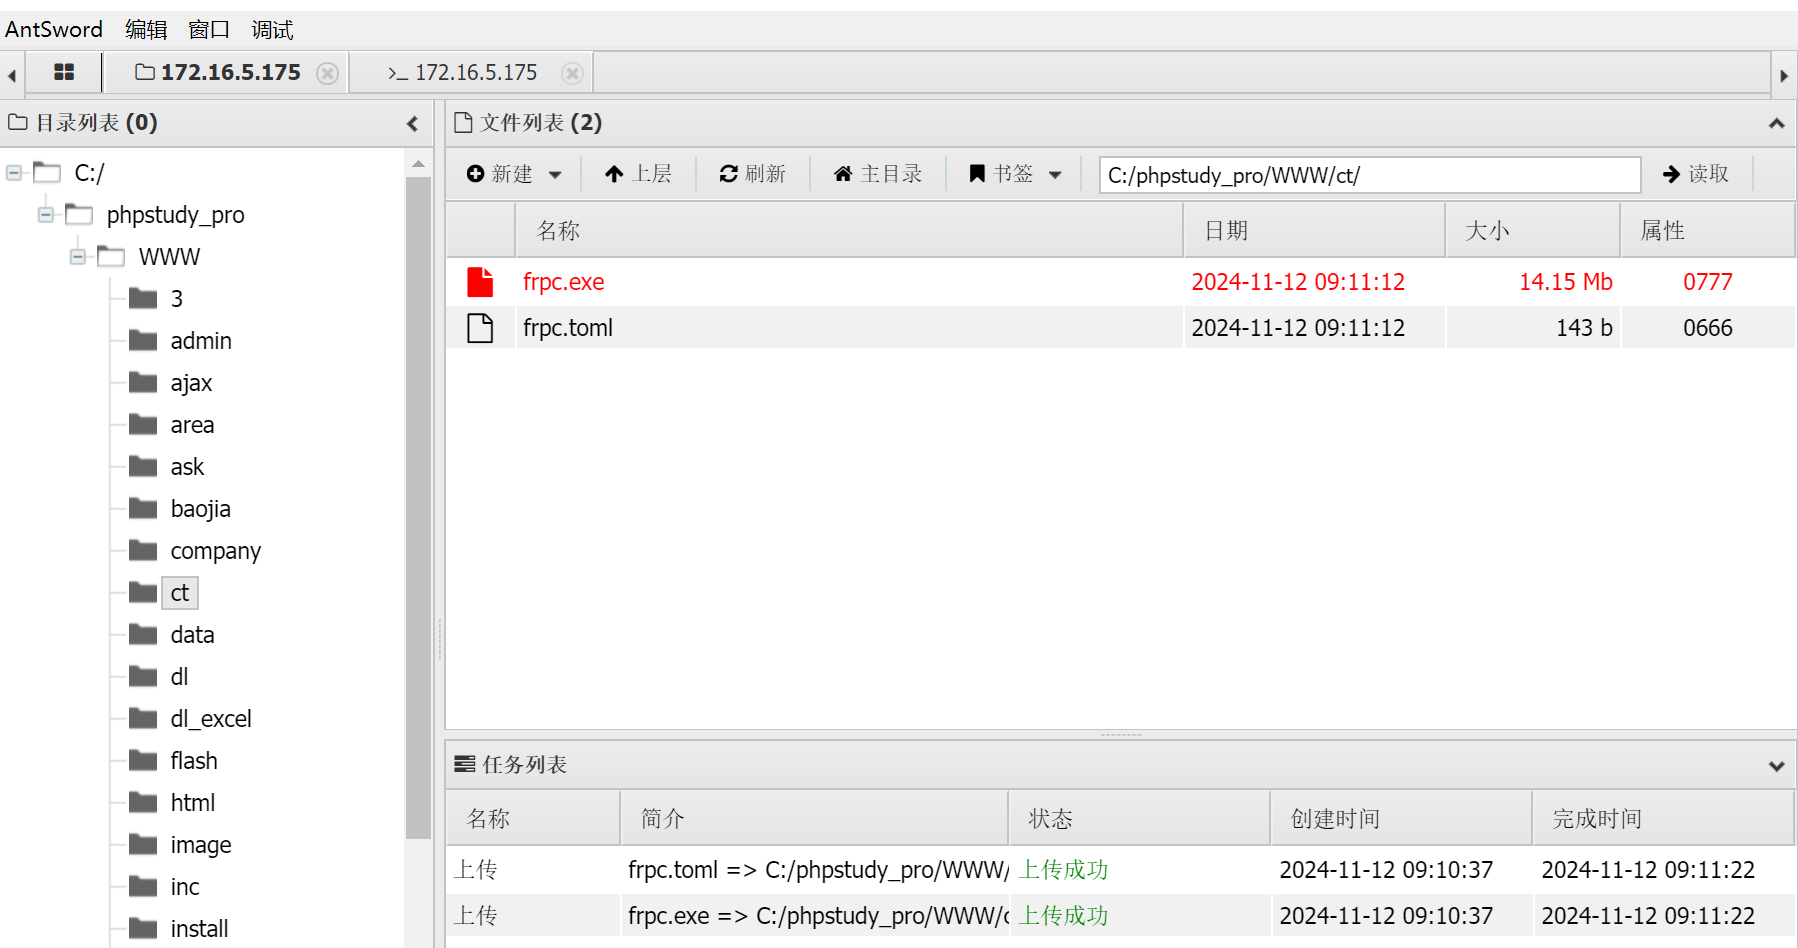 AntSword 编辑 窗口 调试
172.16.5.175 >_ 172.16.5.175
目录列表 (0)
C:/
phpstudy_pro
WWW
3
admin
ajax
area
ask
baojia
company
ct
data
dl
dl_excel
flash
html
image
inc
install
文件列表 (2)
新建 上层 刷新 主目录 书签 C:/phpstudy_pro/WWW/ct/ 读取
名称 日期 大小 属性
frpc.exe 2024-11-12 09:11:12 14.15 Mb 0777
frpc.toml 2024-11-12 09:11:12 143 b 0666
任务列表
名称 简介 状态 创建时间 完成时间
上传 frpc.toml => C:/phpstudy_pro/WWW/ 上传成功 2024-11-12 09:10:37 2024-11-12 09:11:22
上传 frpc.exe => C:/phpstudy_pro/WWW/c 上传成功 2024-11-12 09:10:37 2024-11-12 09:11:22